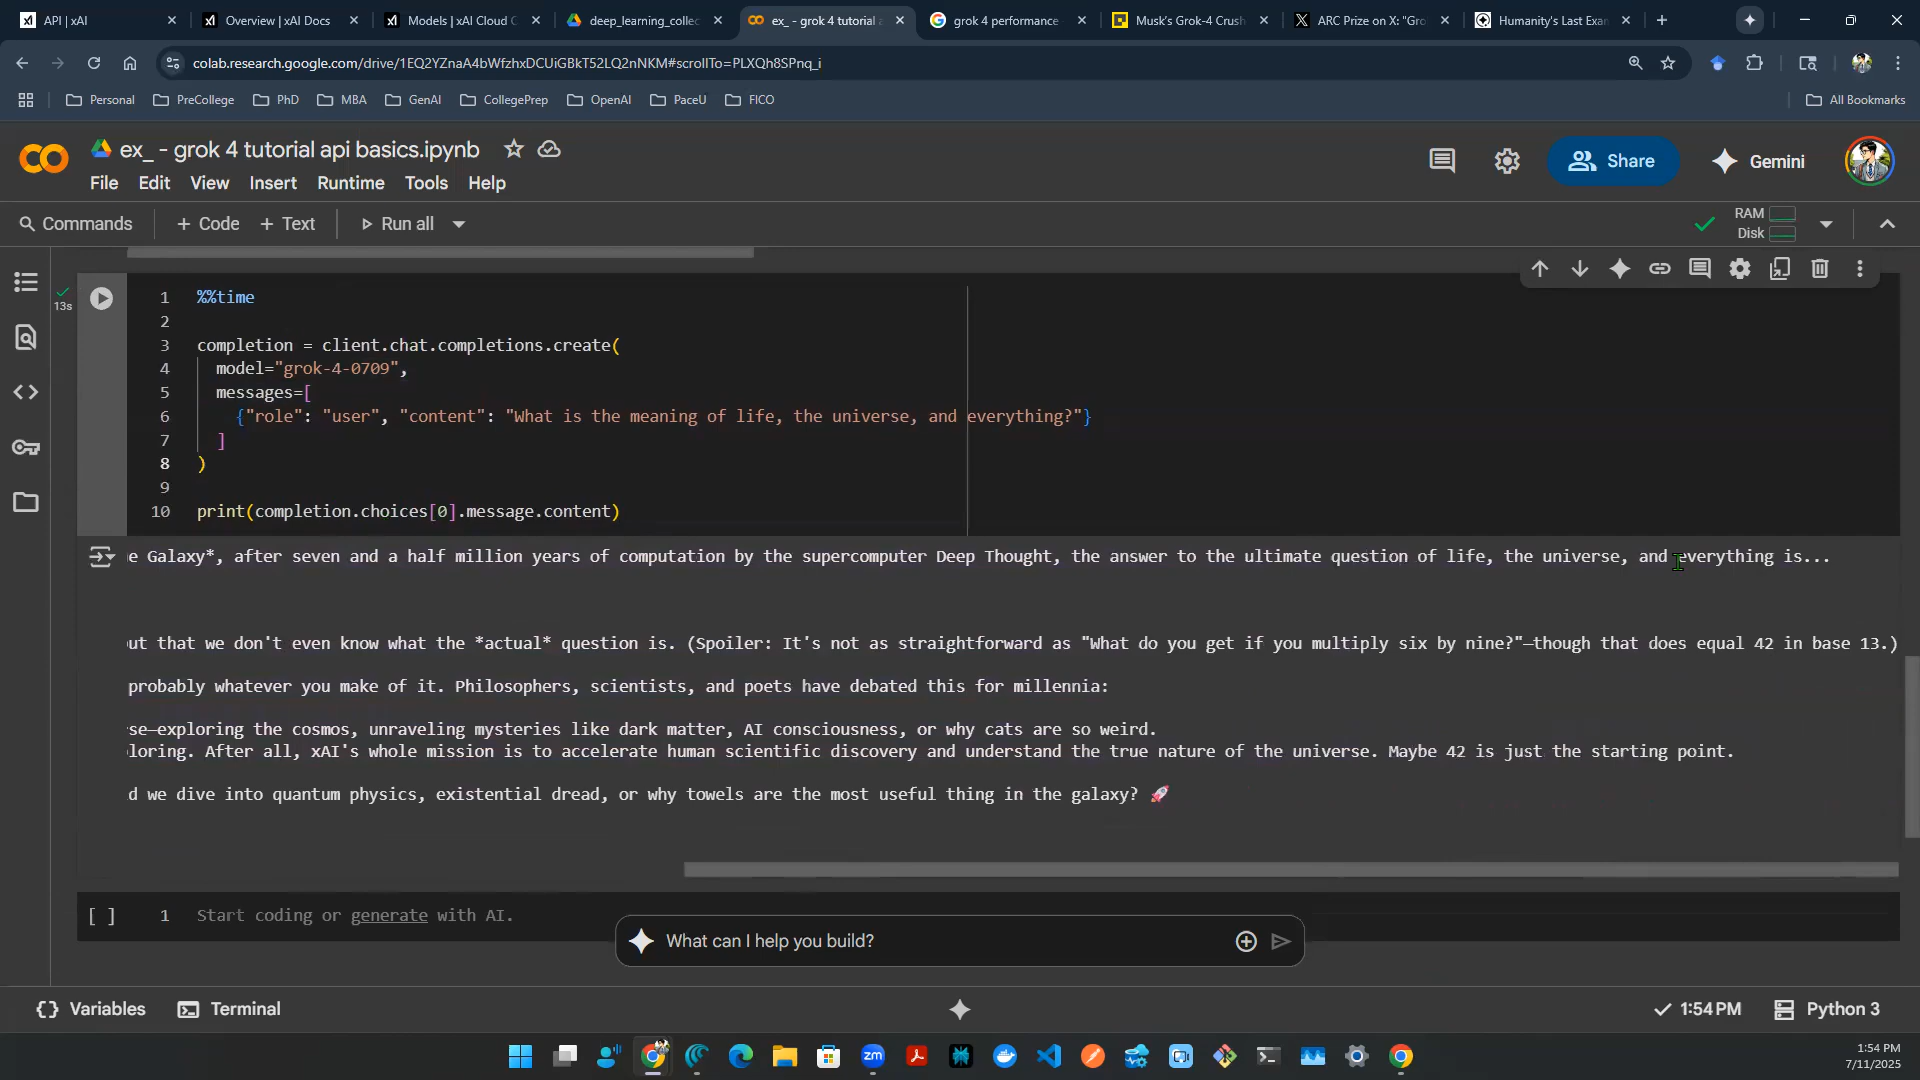 API | xAI
Overview | xAI Docs
Models | xAI Cloud C
deep_learning_collec
ex_ - grok 4 tutorial a
grok 4 performance
Musk's Grok-4 Crush
ARC Prize on X: "Gro
Humanity's Last Exa
colab.research.google.com/drive/1EQ2YZnaA4bWfzhxDCUiGBkT52LQ2nNKM#scrollTo=PLXQh8SPnq_i
Personal
PreCollege
PhD
MBA
GenAI
CollegePrep
OpenAI
PaceU
FICO
All Bookmarks
ex_ - grok 4 tutorial api basics.ipynb
Share
Gemini
File Edit View Insert Runtime Tools Help
Commands + Code + Text Run all
RAM
Disk
13s
1 %%time
2
3 completion = client.chat.completions.create(
4 model="grok-4-0709",
5 messages=[
6 {"role": "user", "content": "What is the meaning of life, the universe, and everything?"}
7 ]
8 )
9
10 print(completion.choices[0].message.content)
e Galaxy*, after seven and a half million years of computation by the supercomputer Deep Thought, the answer to the ultimate question of life, the universe, and everything is...
ut that we don't even know what the *actual* question is. (Spoiler: It's not as straightforward as "What do you get if you multiply six by nine?"—though that does equal 42 in base 13.)
probably whatever you make of it. Philosophers, scientists, and poets have debated this for millennia:
se—exploring the cosmos, unraveling mysteries like dark matter, AI consciousness, or why cats are so weird.
loring. After all, xAI's whole mission is to accelerate human scientific discovery and understand the true nature of the universe. Maybe 42 is just the starting point.
d we dive into quantum physics, existential dread, or why towels are the most useful thing in the galaxy? 🚀
[ ] 1 Start coding or generate with AI.
What can I help you build?
{} Variables Terminal
1:54 PM Python 3
zm
1:54 PM
7/11/2025